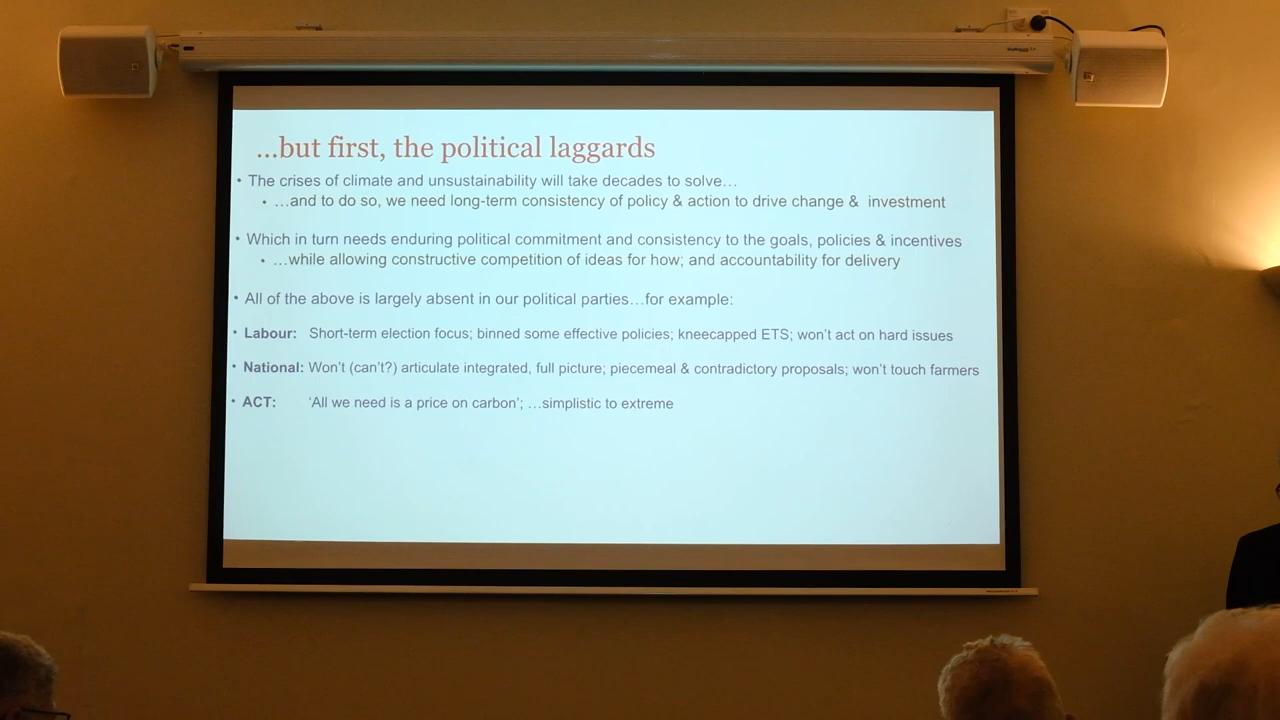 ...but first, the political laggards
• The crises of climate and unsustainability will take decades to solve…
• …and to do so, we need long-term consistency of policy & action to drive change & investment
• Which in turn needs enduring political commitment and consistency to the goals, policies & incentives
• …while allowing constructive competition of ideas for how; and accountability for delivery
• All of the above is largely absent in our political parties…for example:
• Labour: Short-term election focus; binned some effective policies; kneecapped ETS; won't act on hard issues
• National: Won't (can't?) articulate integrated, full picture; piecemeal & contradictory proposals; won't touch farmers
• ACT: 'All we need is a price on carbon'; …simplistic to extreme